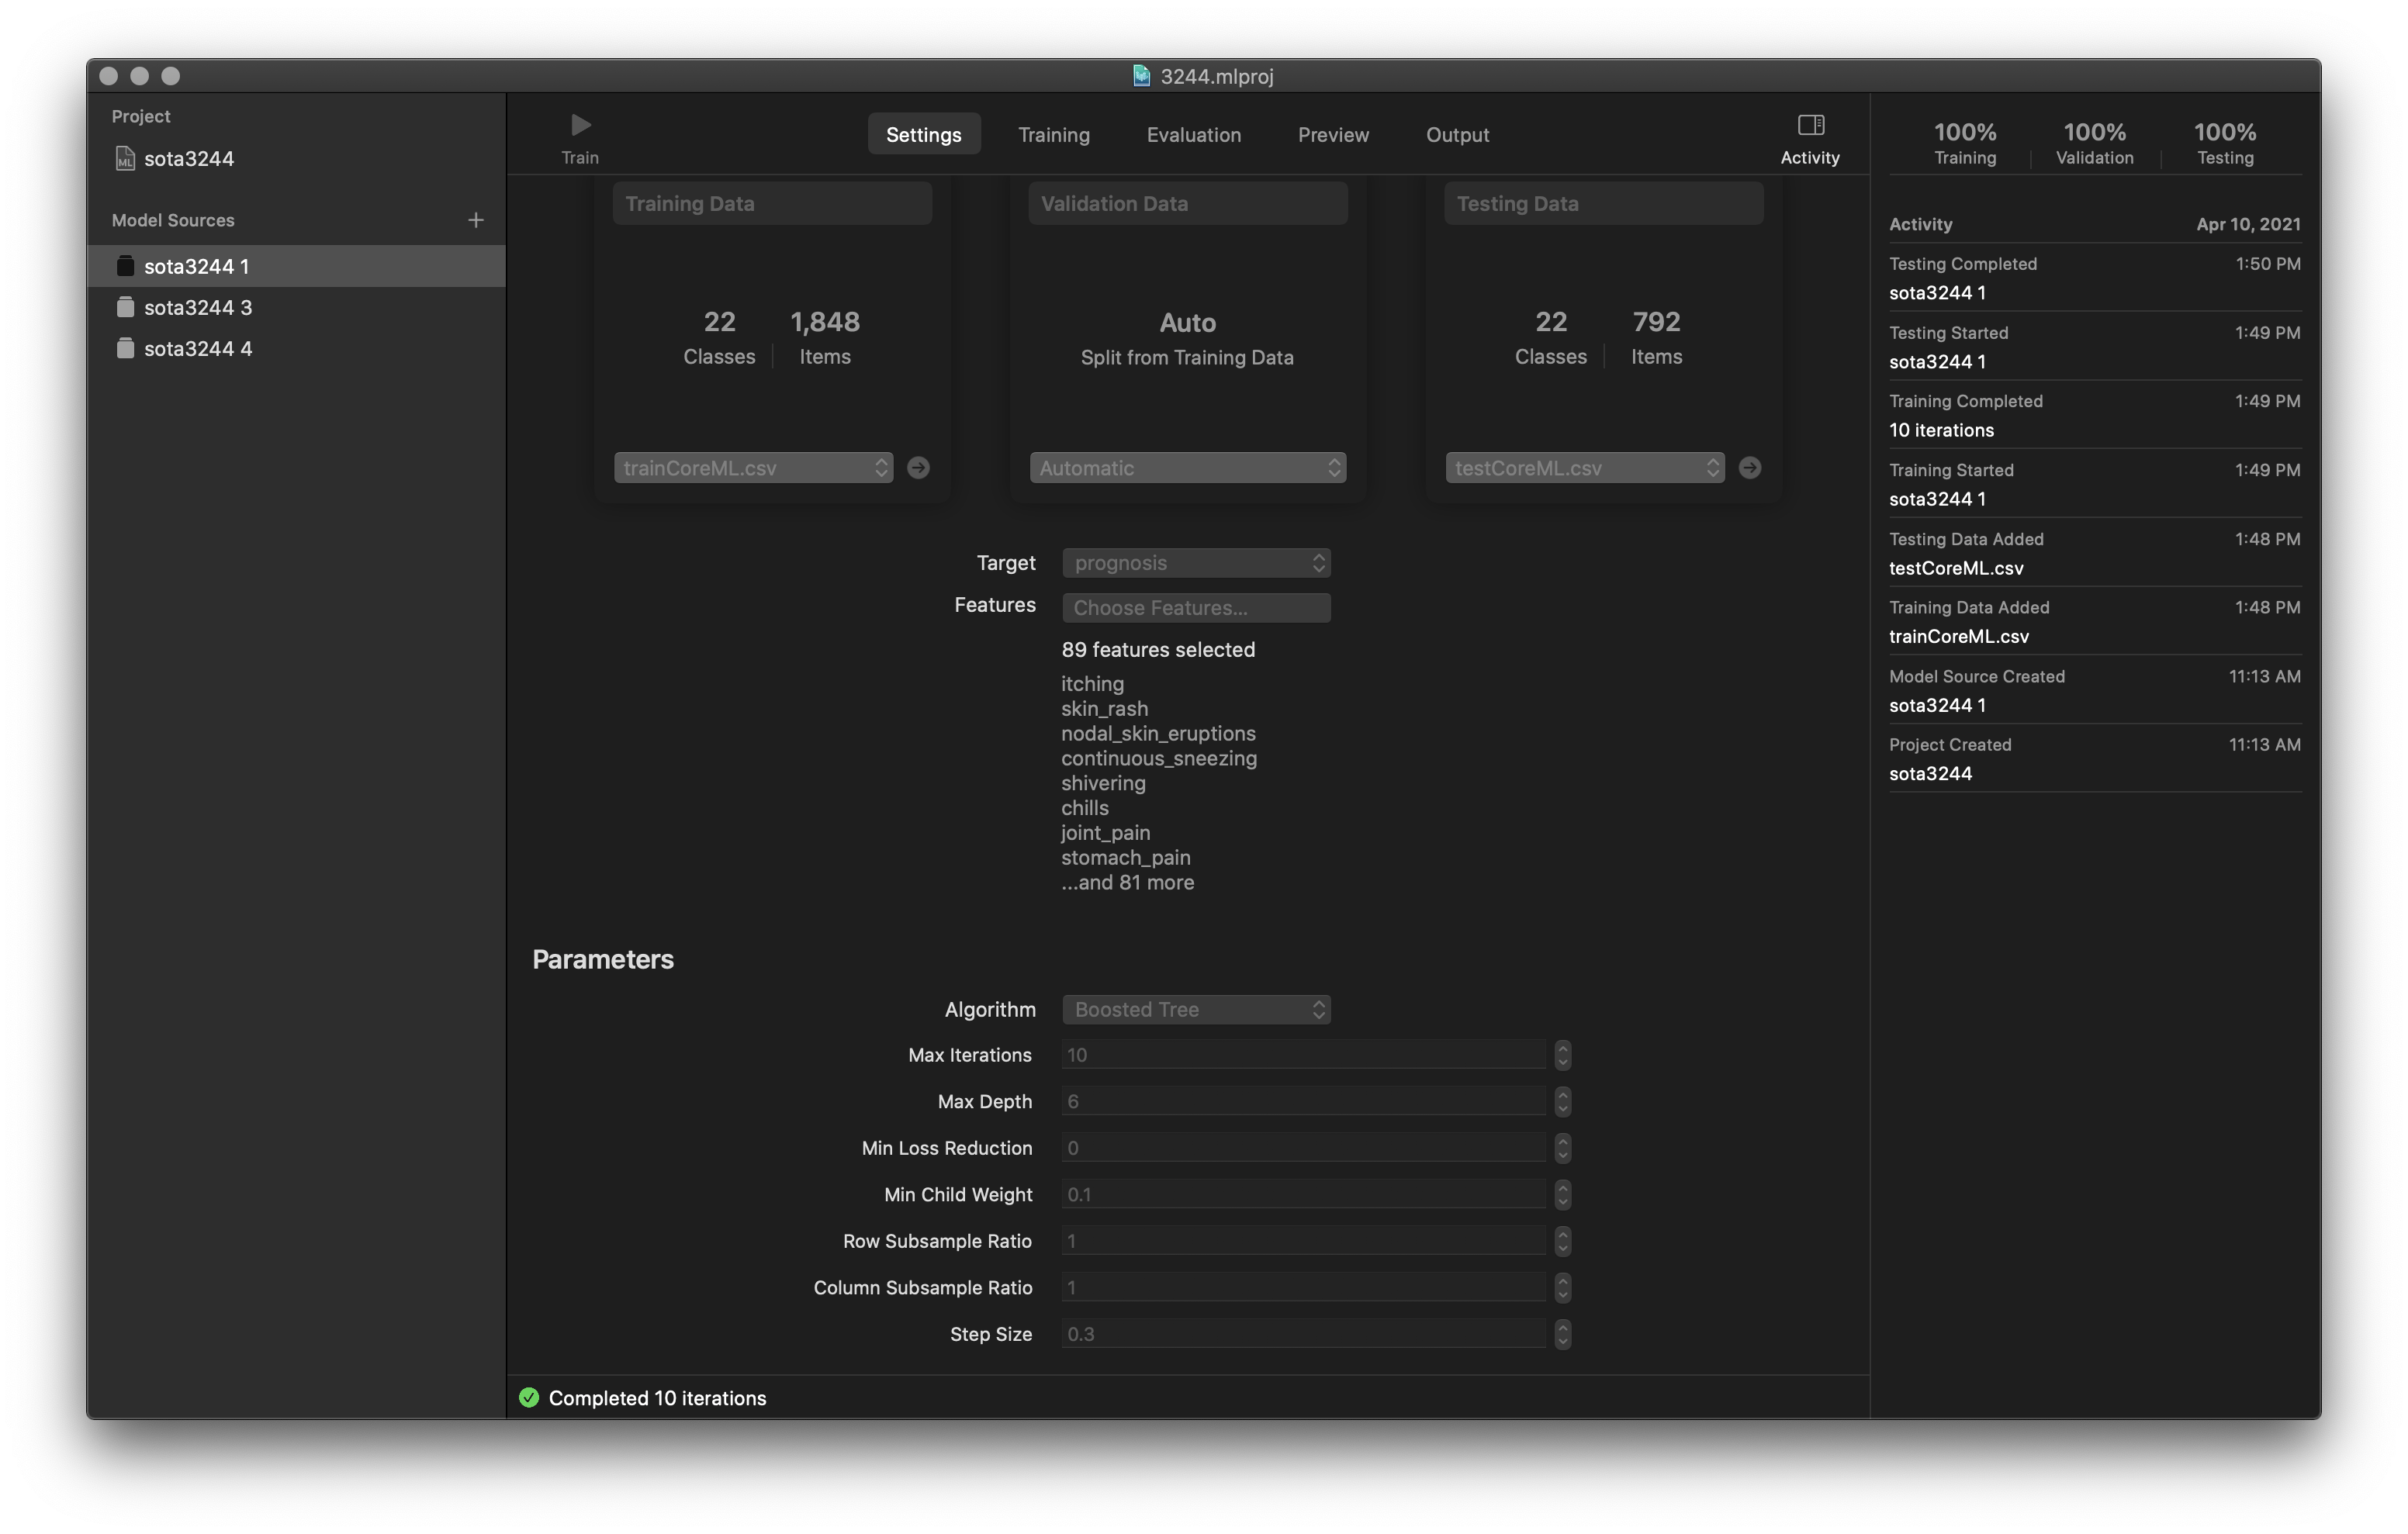 3244.mlproj
Project
ML
sota3244
Model Sources
sota3244 1
sota3244 3
sota3244 4
Train
Settings
Training
Evaluation
Preview
Output
Activity
Training Data
22 1,848
Classes Items
trainCoreML.csv
Validation Data
Auto
Split from Training Data
Automatic
Testing Data
22 792
Classes Items
testCoreML.csv
Target prognosis
Features Choose Features...
89 features selected
itching
skin_rash
nodal_skin_eruptions
continuous_sneezing
shivering
chills
joint_pain
stomach_pain
...and 81 more
Parameters
Algorithm Boosted Tree
Max Iterations 10
Max Depth 6
Min Loss Reduction 0
Min Child Weight 0.1
Row Subsample Ratio 1
Column Subsample Ratio 1
Step Size 0.3
Completed 10 iterations
100% 100% 100%
Training Validation Testing
Activity Apr 10, 2021
Testing Completed 1:50 PM
sota3244 1
Testing Started 1:49 PM
sota3244 1
Training Completed 1:49 PM
10 iterations
Training Started 1:49 PM
sota3244 1
Testing Data Added 1:48 PM
testCoreML.csv
Training Data Added 1:48 PM
trainCoreML.csv
Model Source Created 11:13 AM
sota3244 1
Project Created 11:13 AM
sota3244